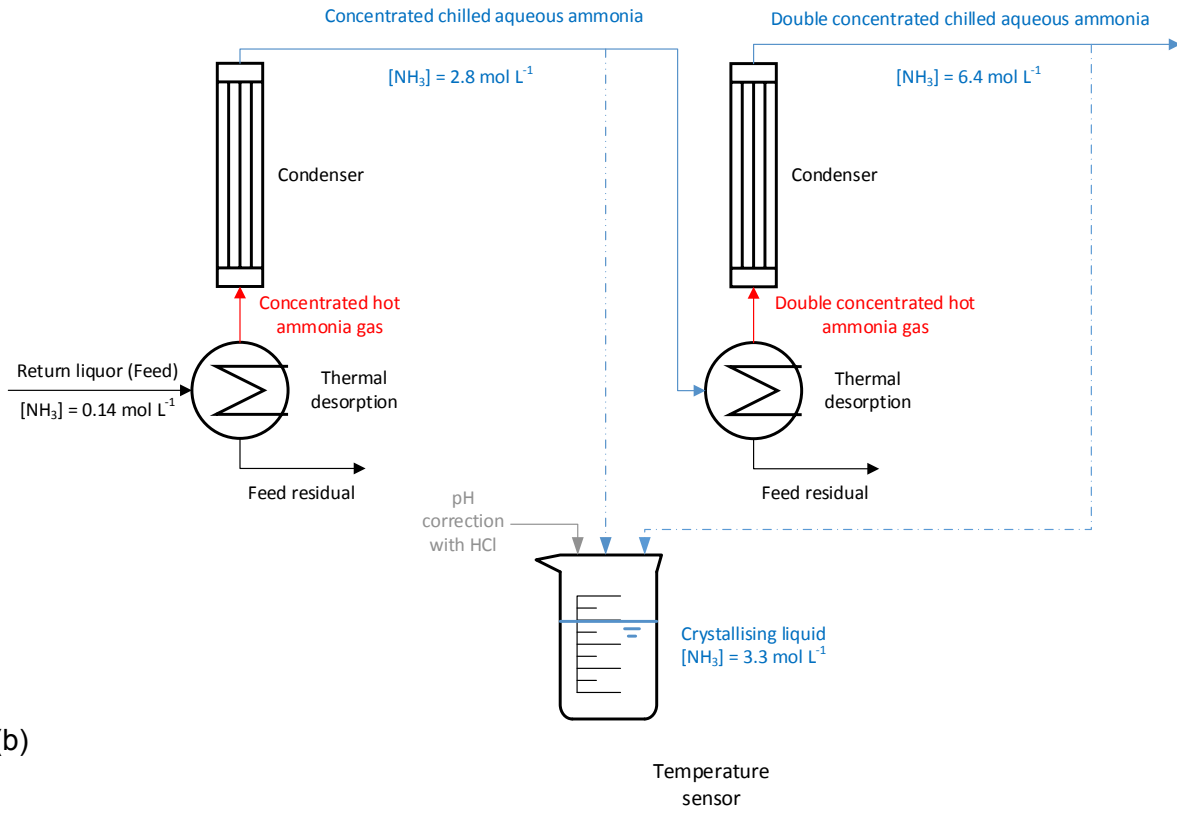 Concentrated chilled aqueous ammonia
Double concentrated chilled aqueous ammonia
[NH₃] = 2.8 mol L⁻¹
[NH₃] = 6.4 mol L⁻¹
Condenser
Condenser
Concentrated hot
ammonia gas
Double concentrated hot
ammonia gas
Return liquor (Feed)
[NH₃] = 0.14 mol L⁻¹
Thermal
desorption
Thermal
desorption
Feed residual
Feed residual
pH
correction
with HCl
Crystallising liquid
[NH₃] = 3.3 mol L⁻¹
b)
Temperature
sensor